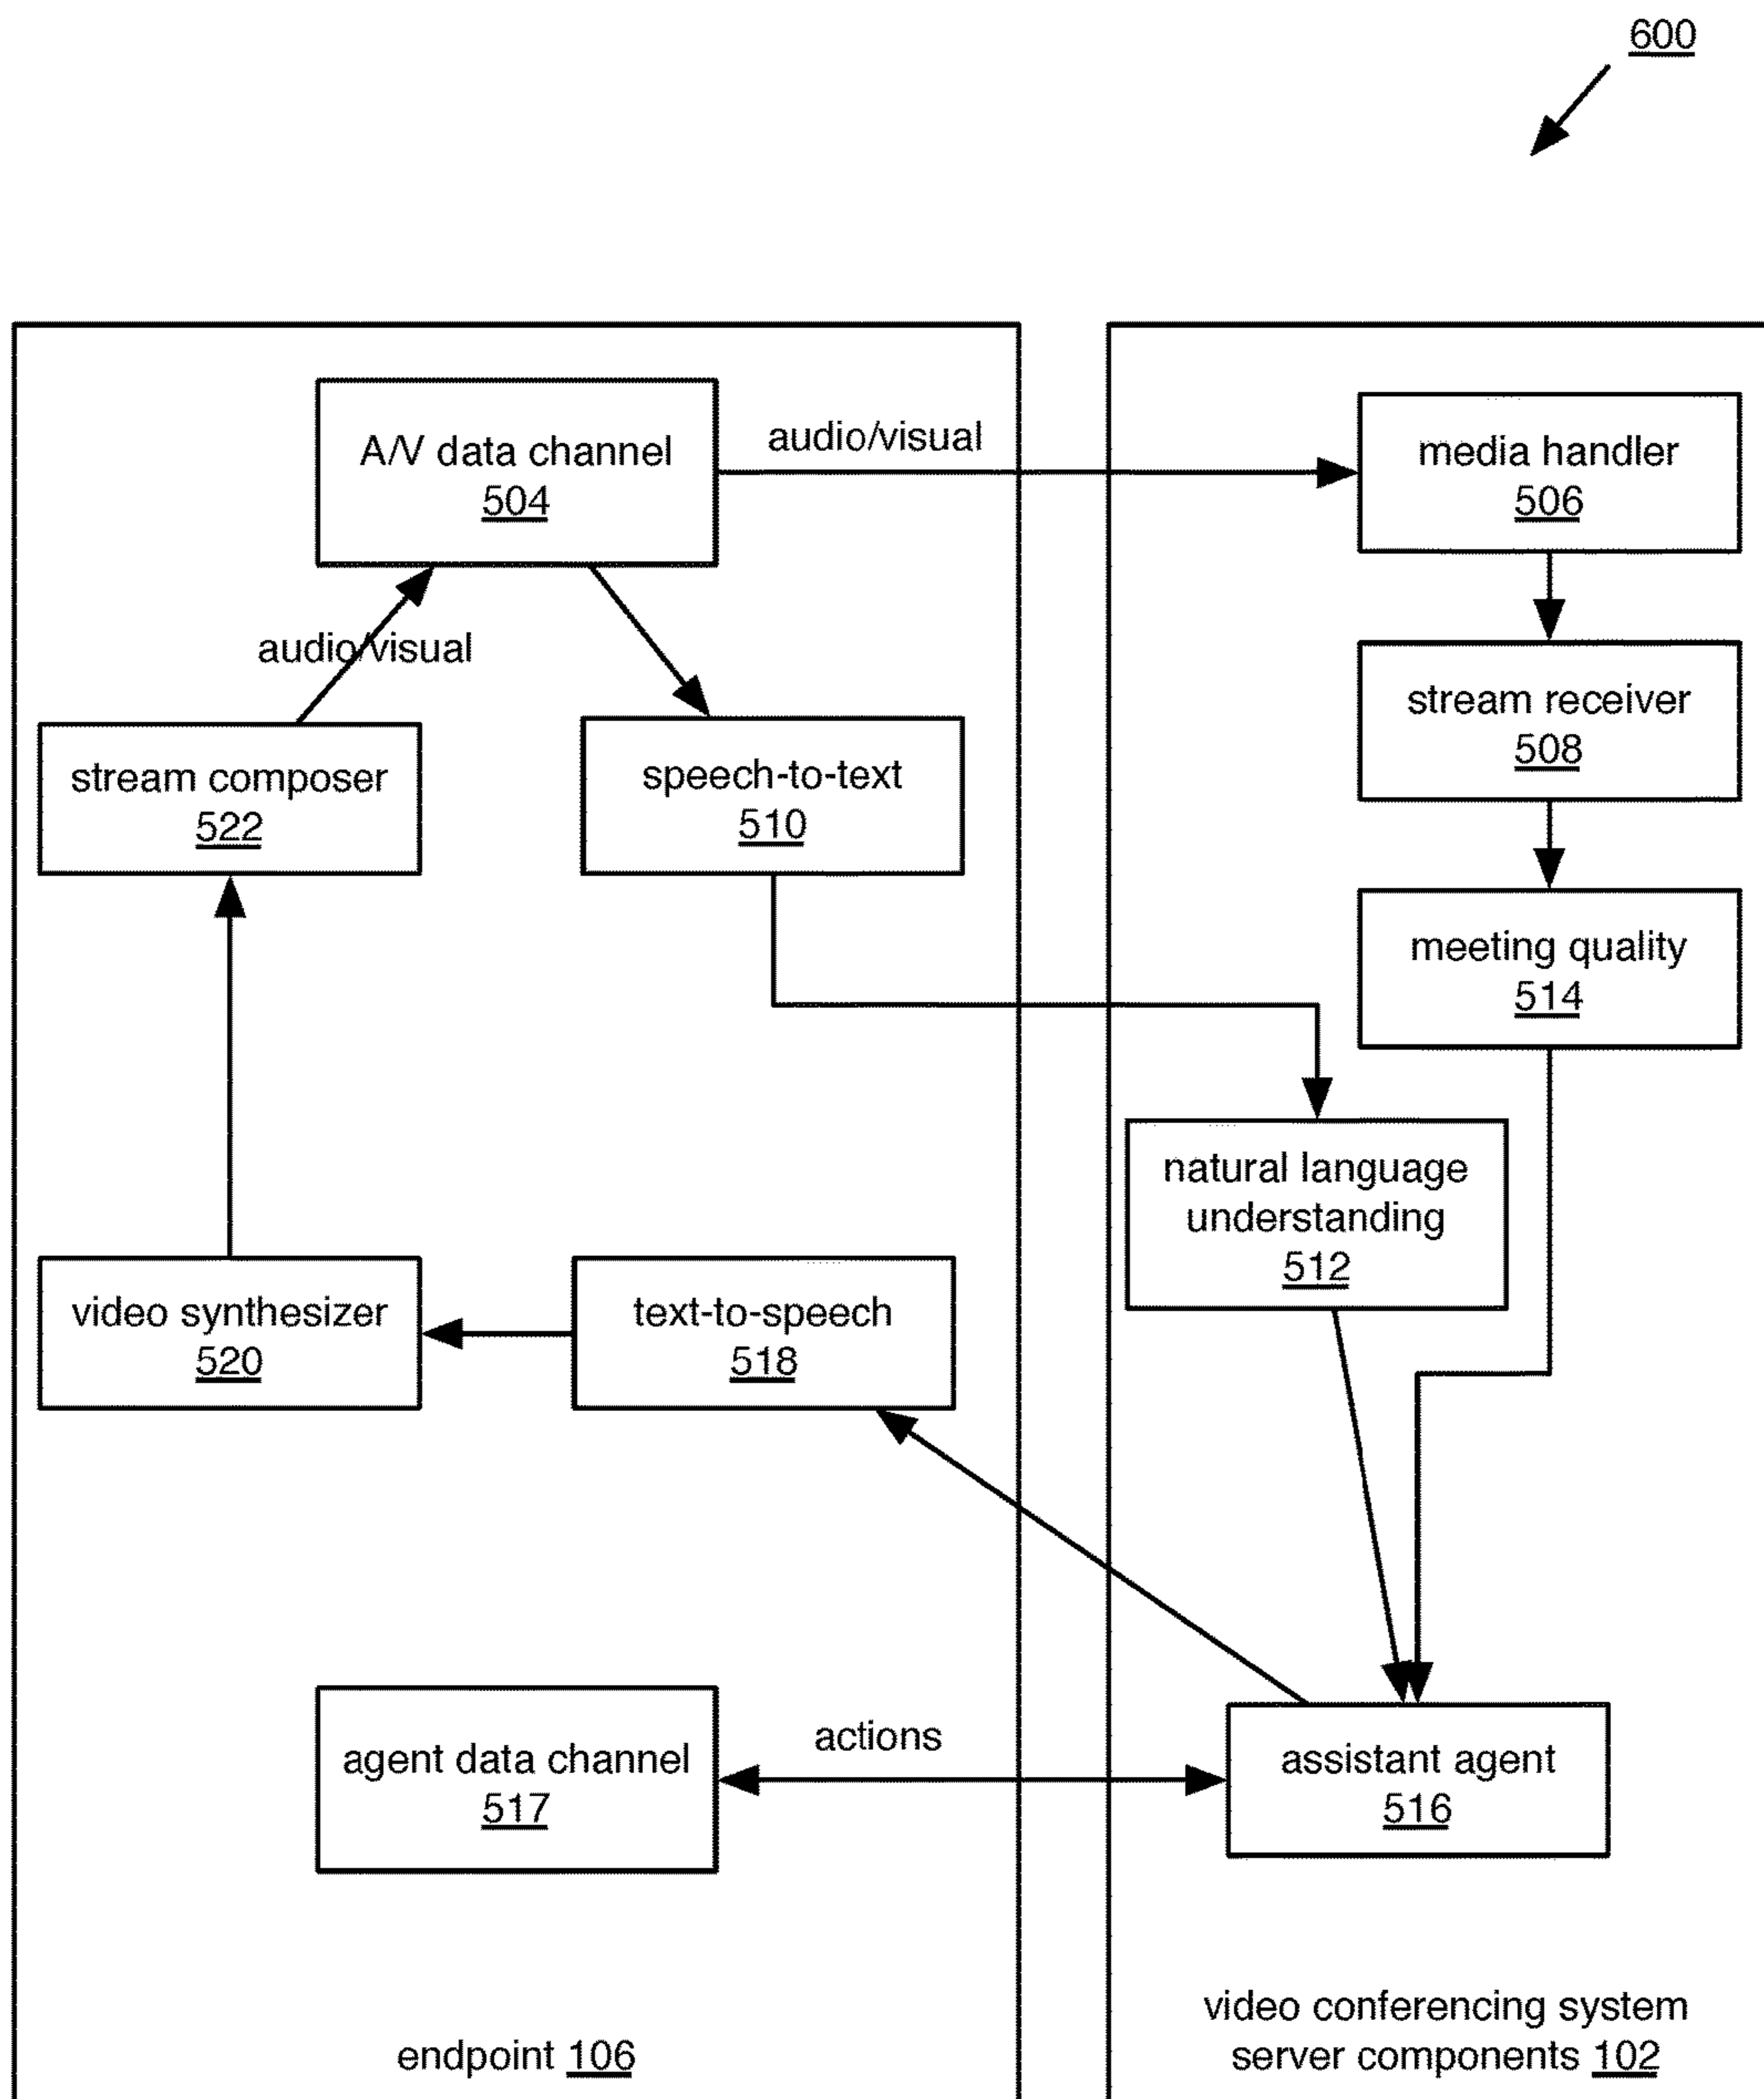 600
A/V data channel
504
audio/visual
media handler
506
audio/visual
stream receiver
508
stream composer
522
speech-to-text
510
meeting quality
514
natural language
understanding
512
video synthesizer
520
text-to-speech
518
agent data channel
517
actions
assistant agent
516
endpoint 106
video conferencing system
server components 102